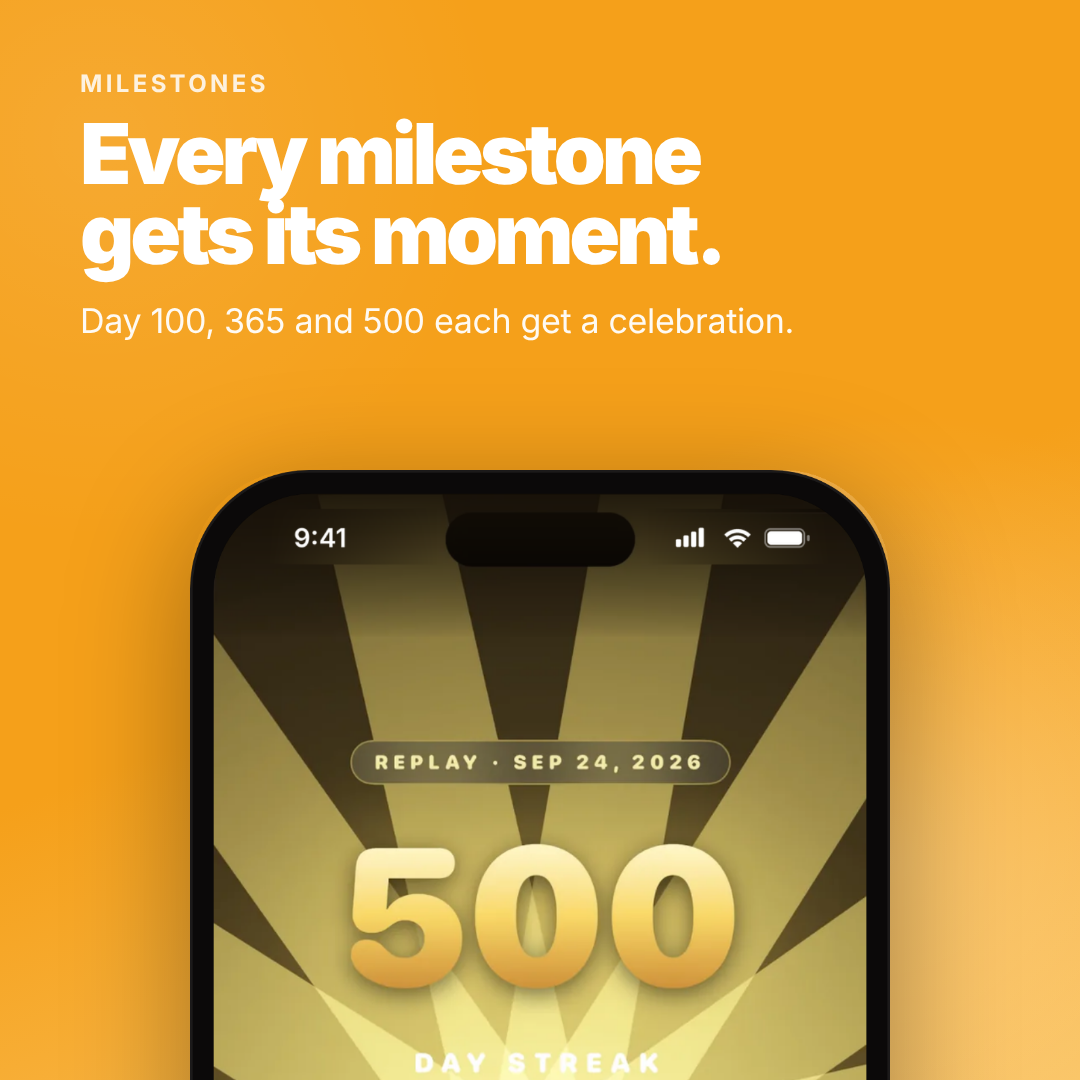 MILESTONES
Every milestone
gets its moment.
Day 100, 365 and 500 each get a celebration.
9:41
REPLAY · SEP 24, 2026
500
DAY STREAK